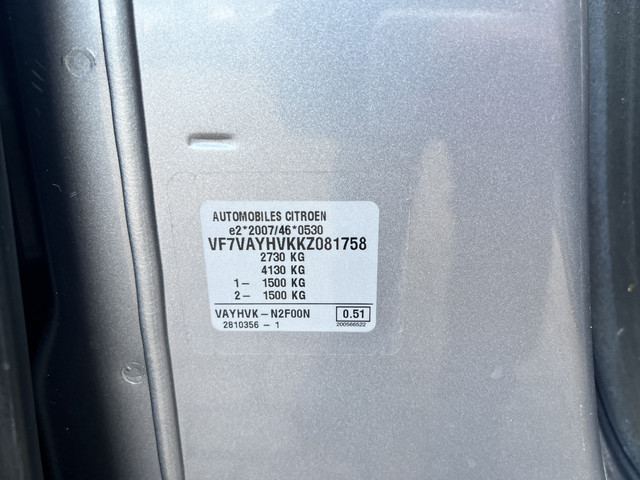 AUTOMOBILES CITROEN
e2*2007/46*0530
VF7VAYHVKKZ081758
2730 KG
4130 KG
1- 1500 KG
2- 1500 KG
VAYHVK-N2F00N 0.51
2810356 - 1 200566522